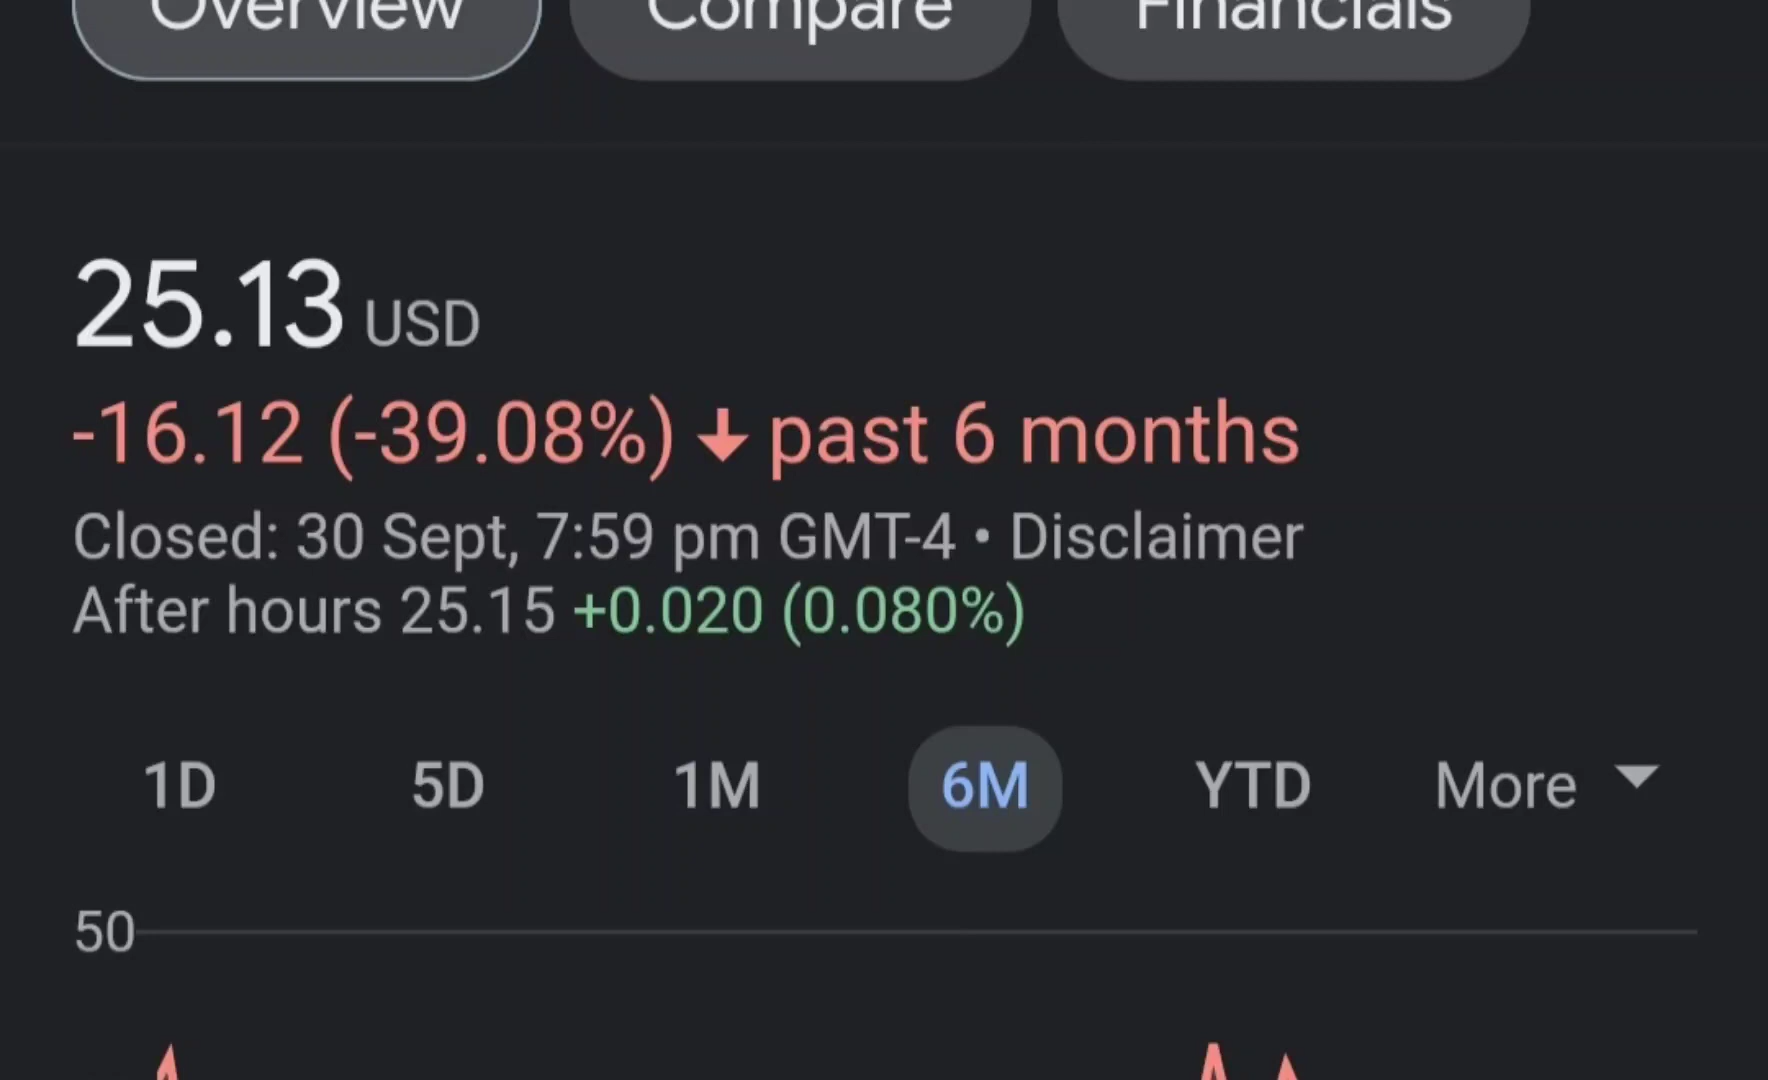 Overview Compare Financials
25.13 USD
-16.12 (-39.08%) ↓ past 6 months
Closed: 30 Sept, 7:59 pm GMT-4 • Disclaimer
After hours 25.15 +0.020 (0.080%)
1D 5D 1M 6M YTD More
50